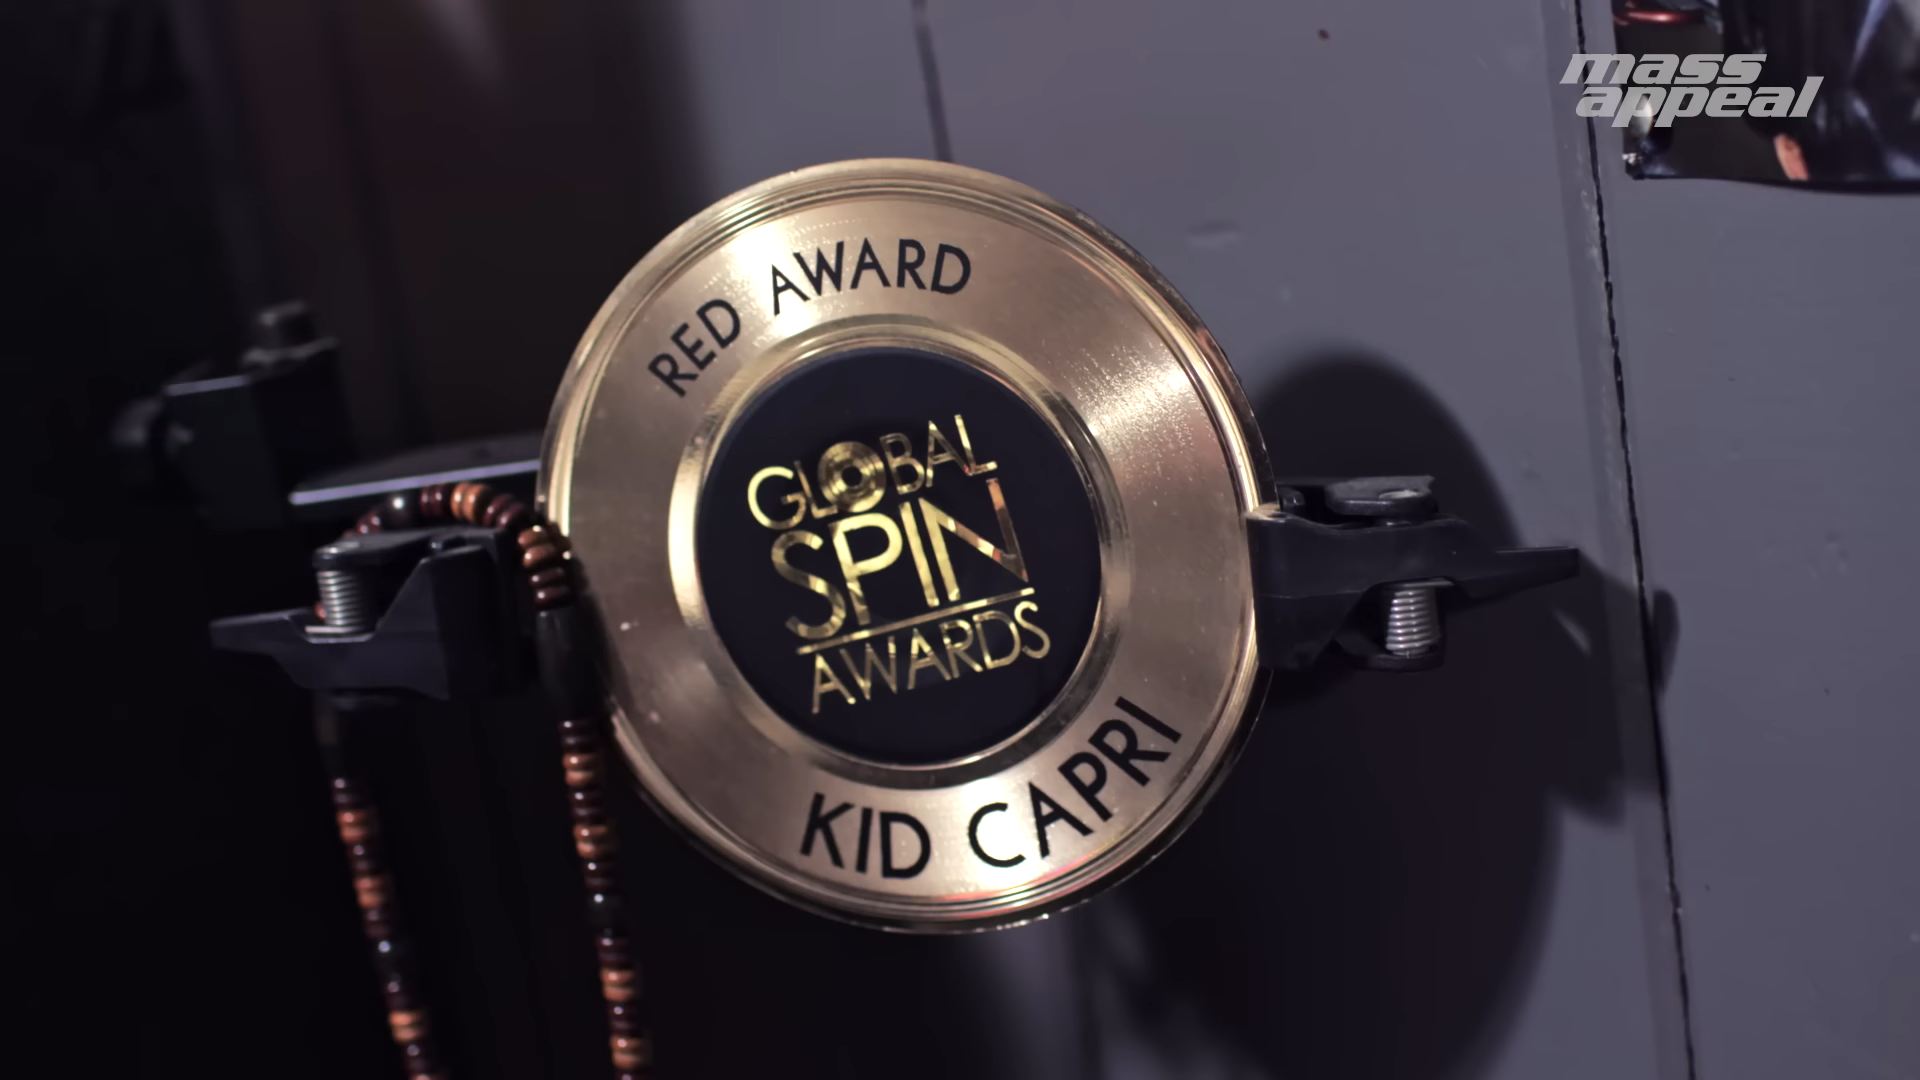 mass
appeal
RED AWARD
GLOBAL
SPIN
AWARDS
KID CAPRI